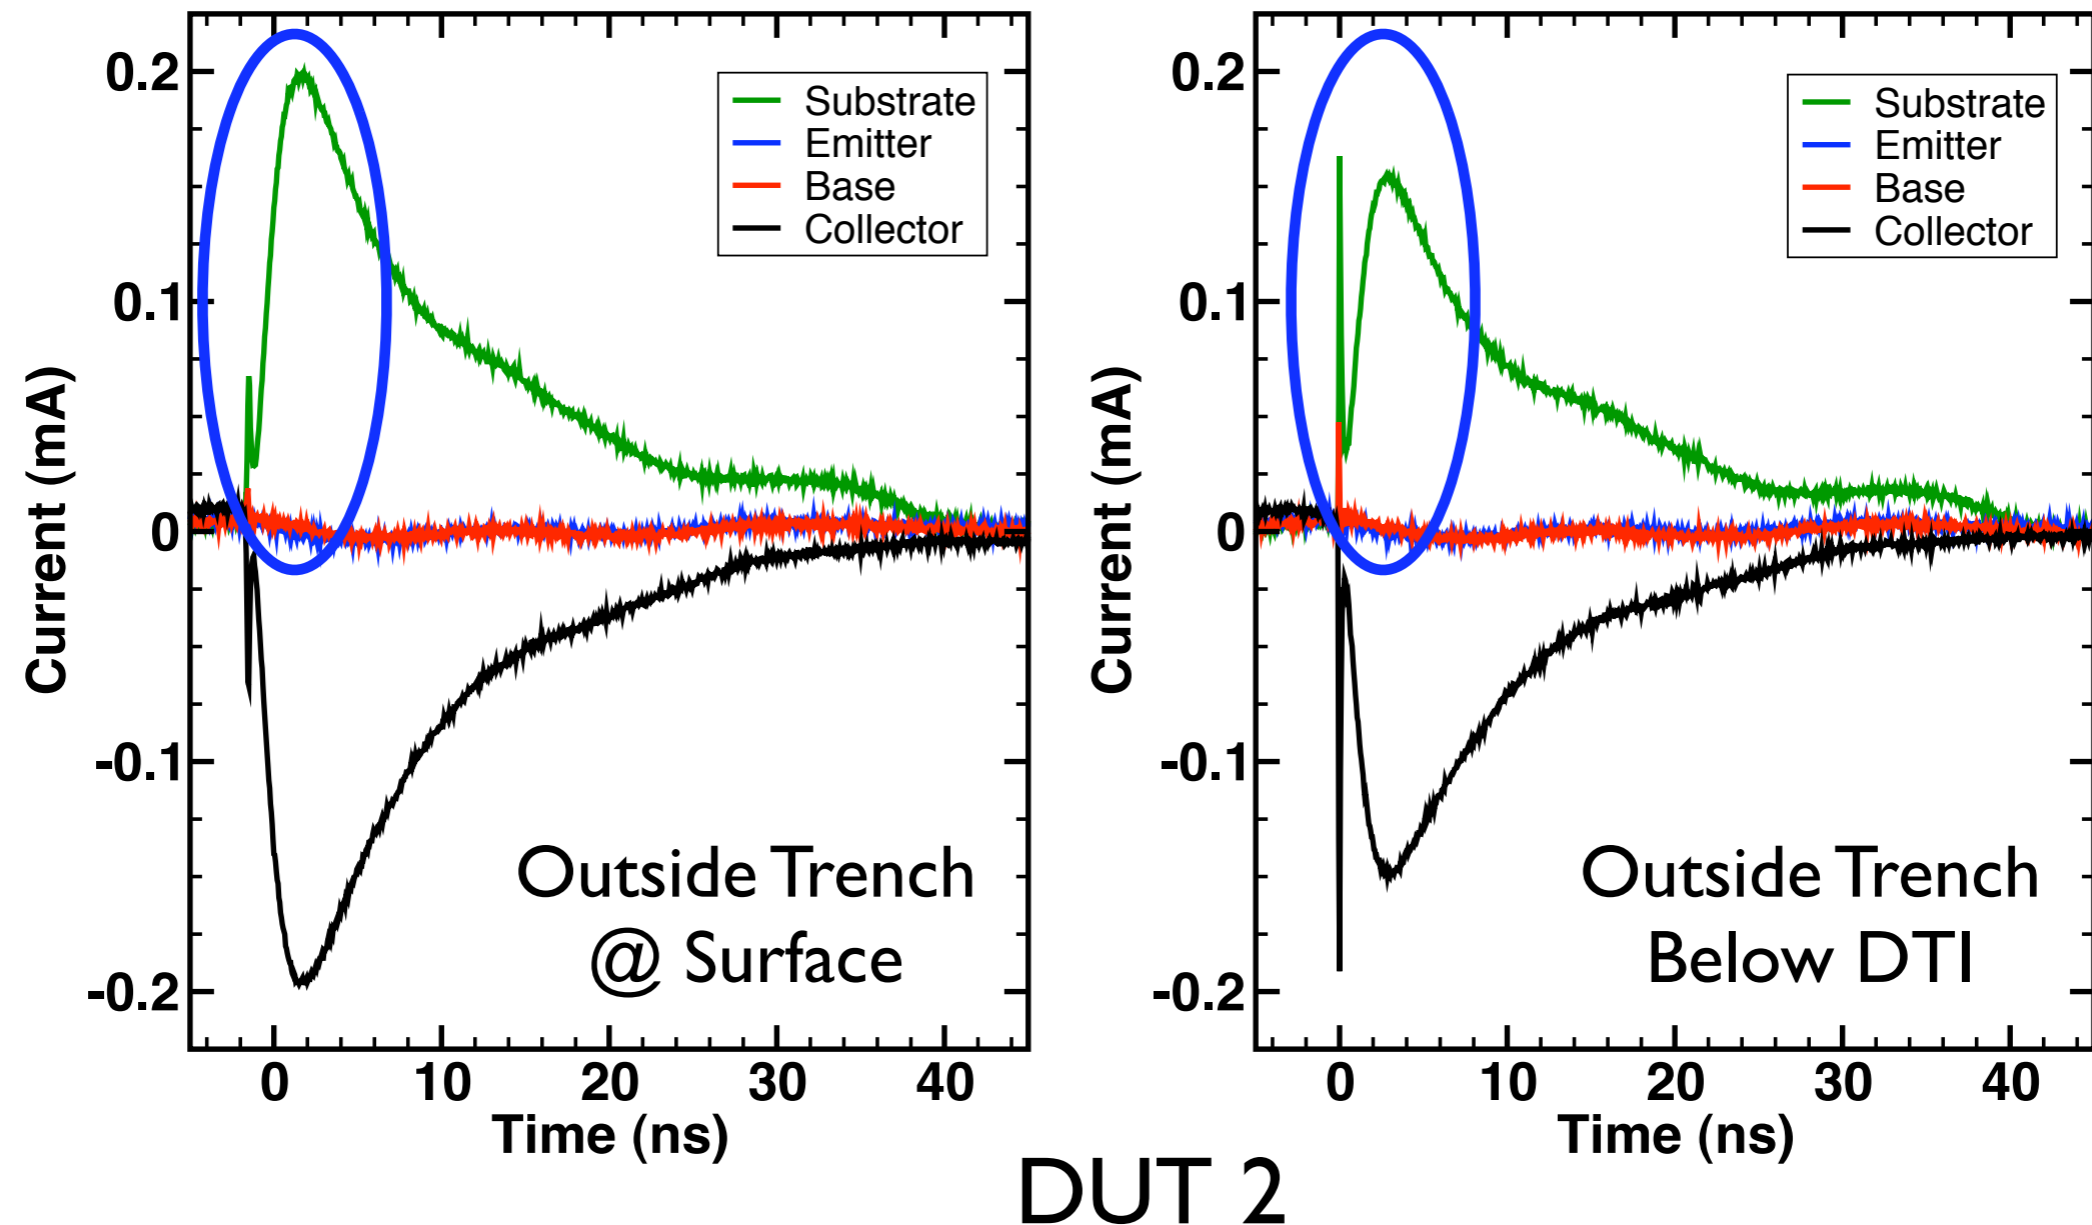 0.2
0.1
0
-0.1
-0.2
Current (mA)
Substrate
Emitter
Base
Collector
Outside Trench
@ Surface
0 10 20 30 40
Time (ns)
0.2
0.1
0
-0.1
-0.2
Current (mA)
Substrate
Emitter
Base
Collector
Outside Trench
Below DTI
0 10 20 30 40
Time (ns)
DUT 2